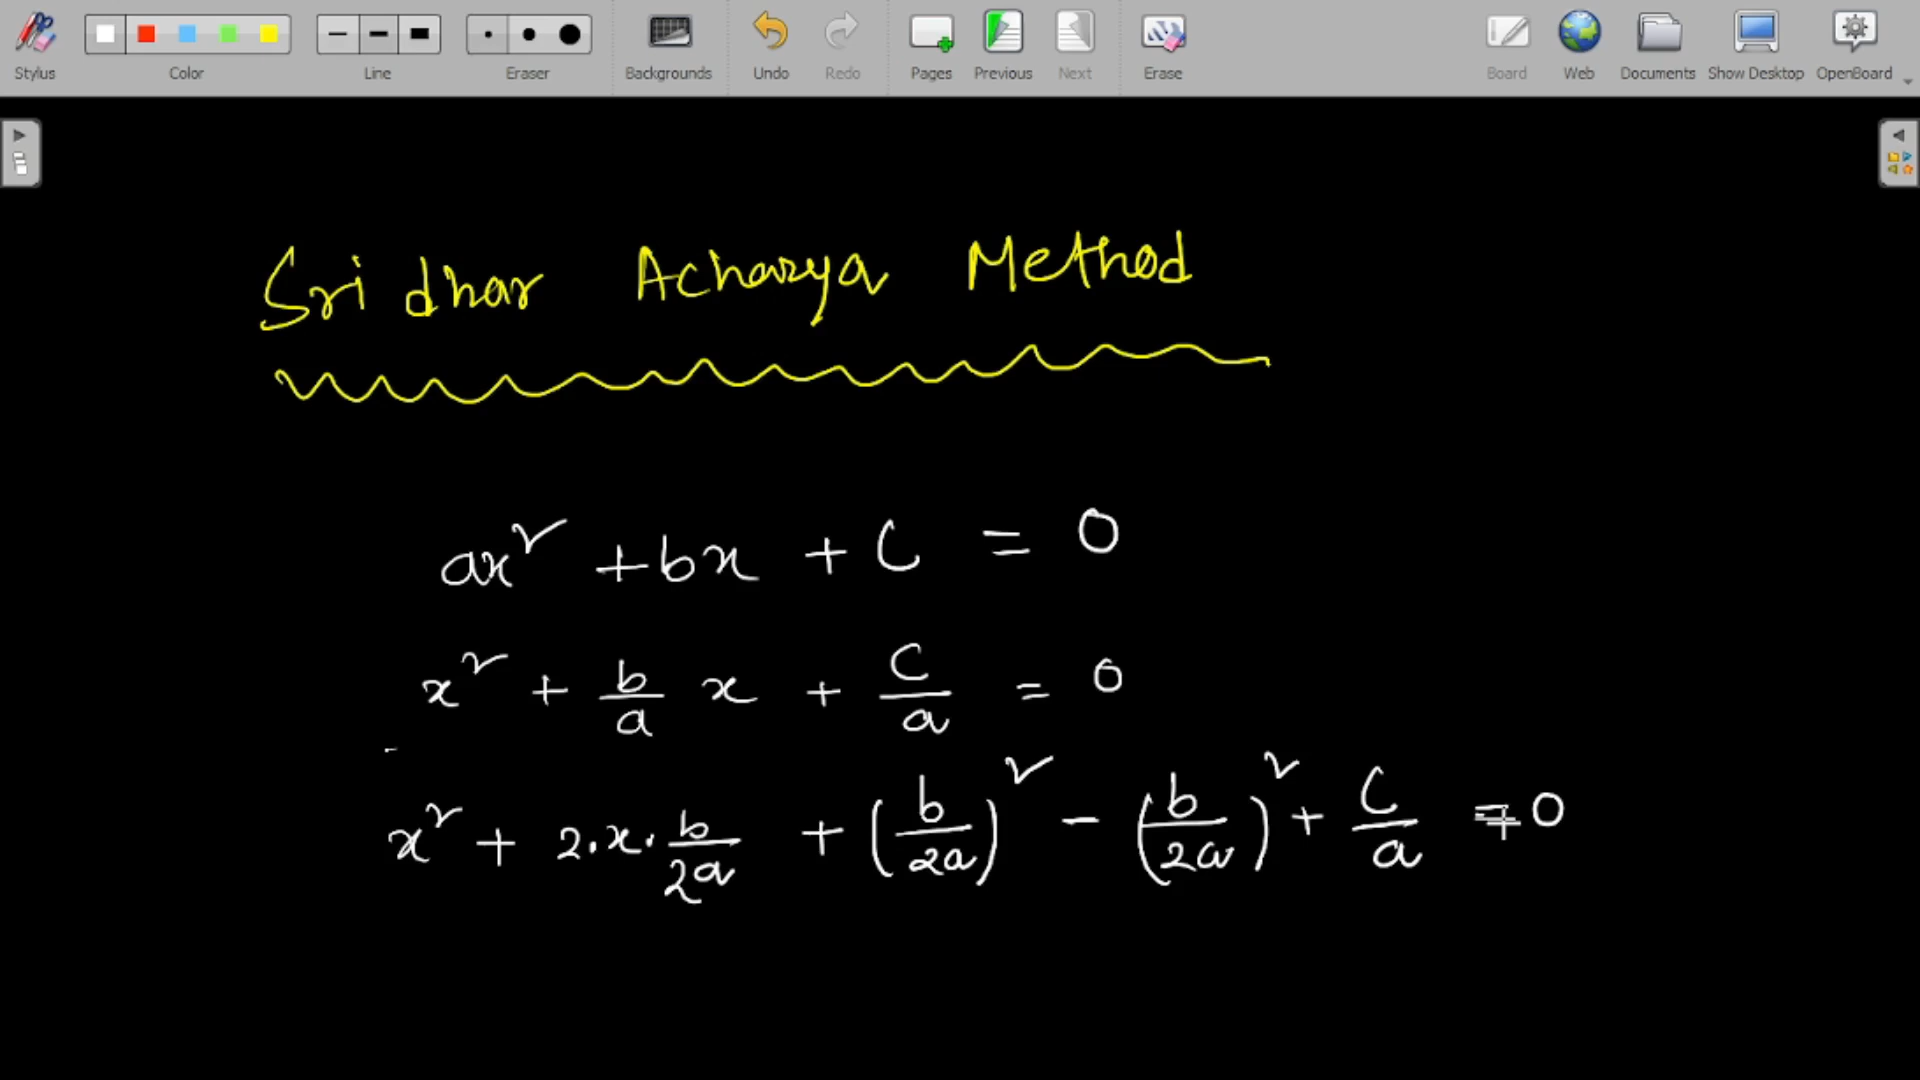 Stylus Color Line Eraser Backgrounds Undo Redo Pages Previous Next Erase Board Web Documents Show Desktop OpenBoard
Sridhar Acharya Method
ax² + bx + c = 0
x² + b/a x + c/a = 0
x² + 2.x. b/2a + (b/2a)² - (b/2a)² + c/a = 0